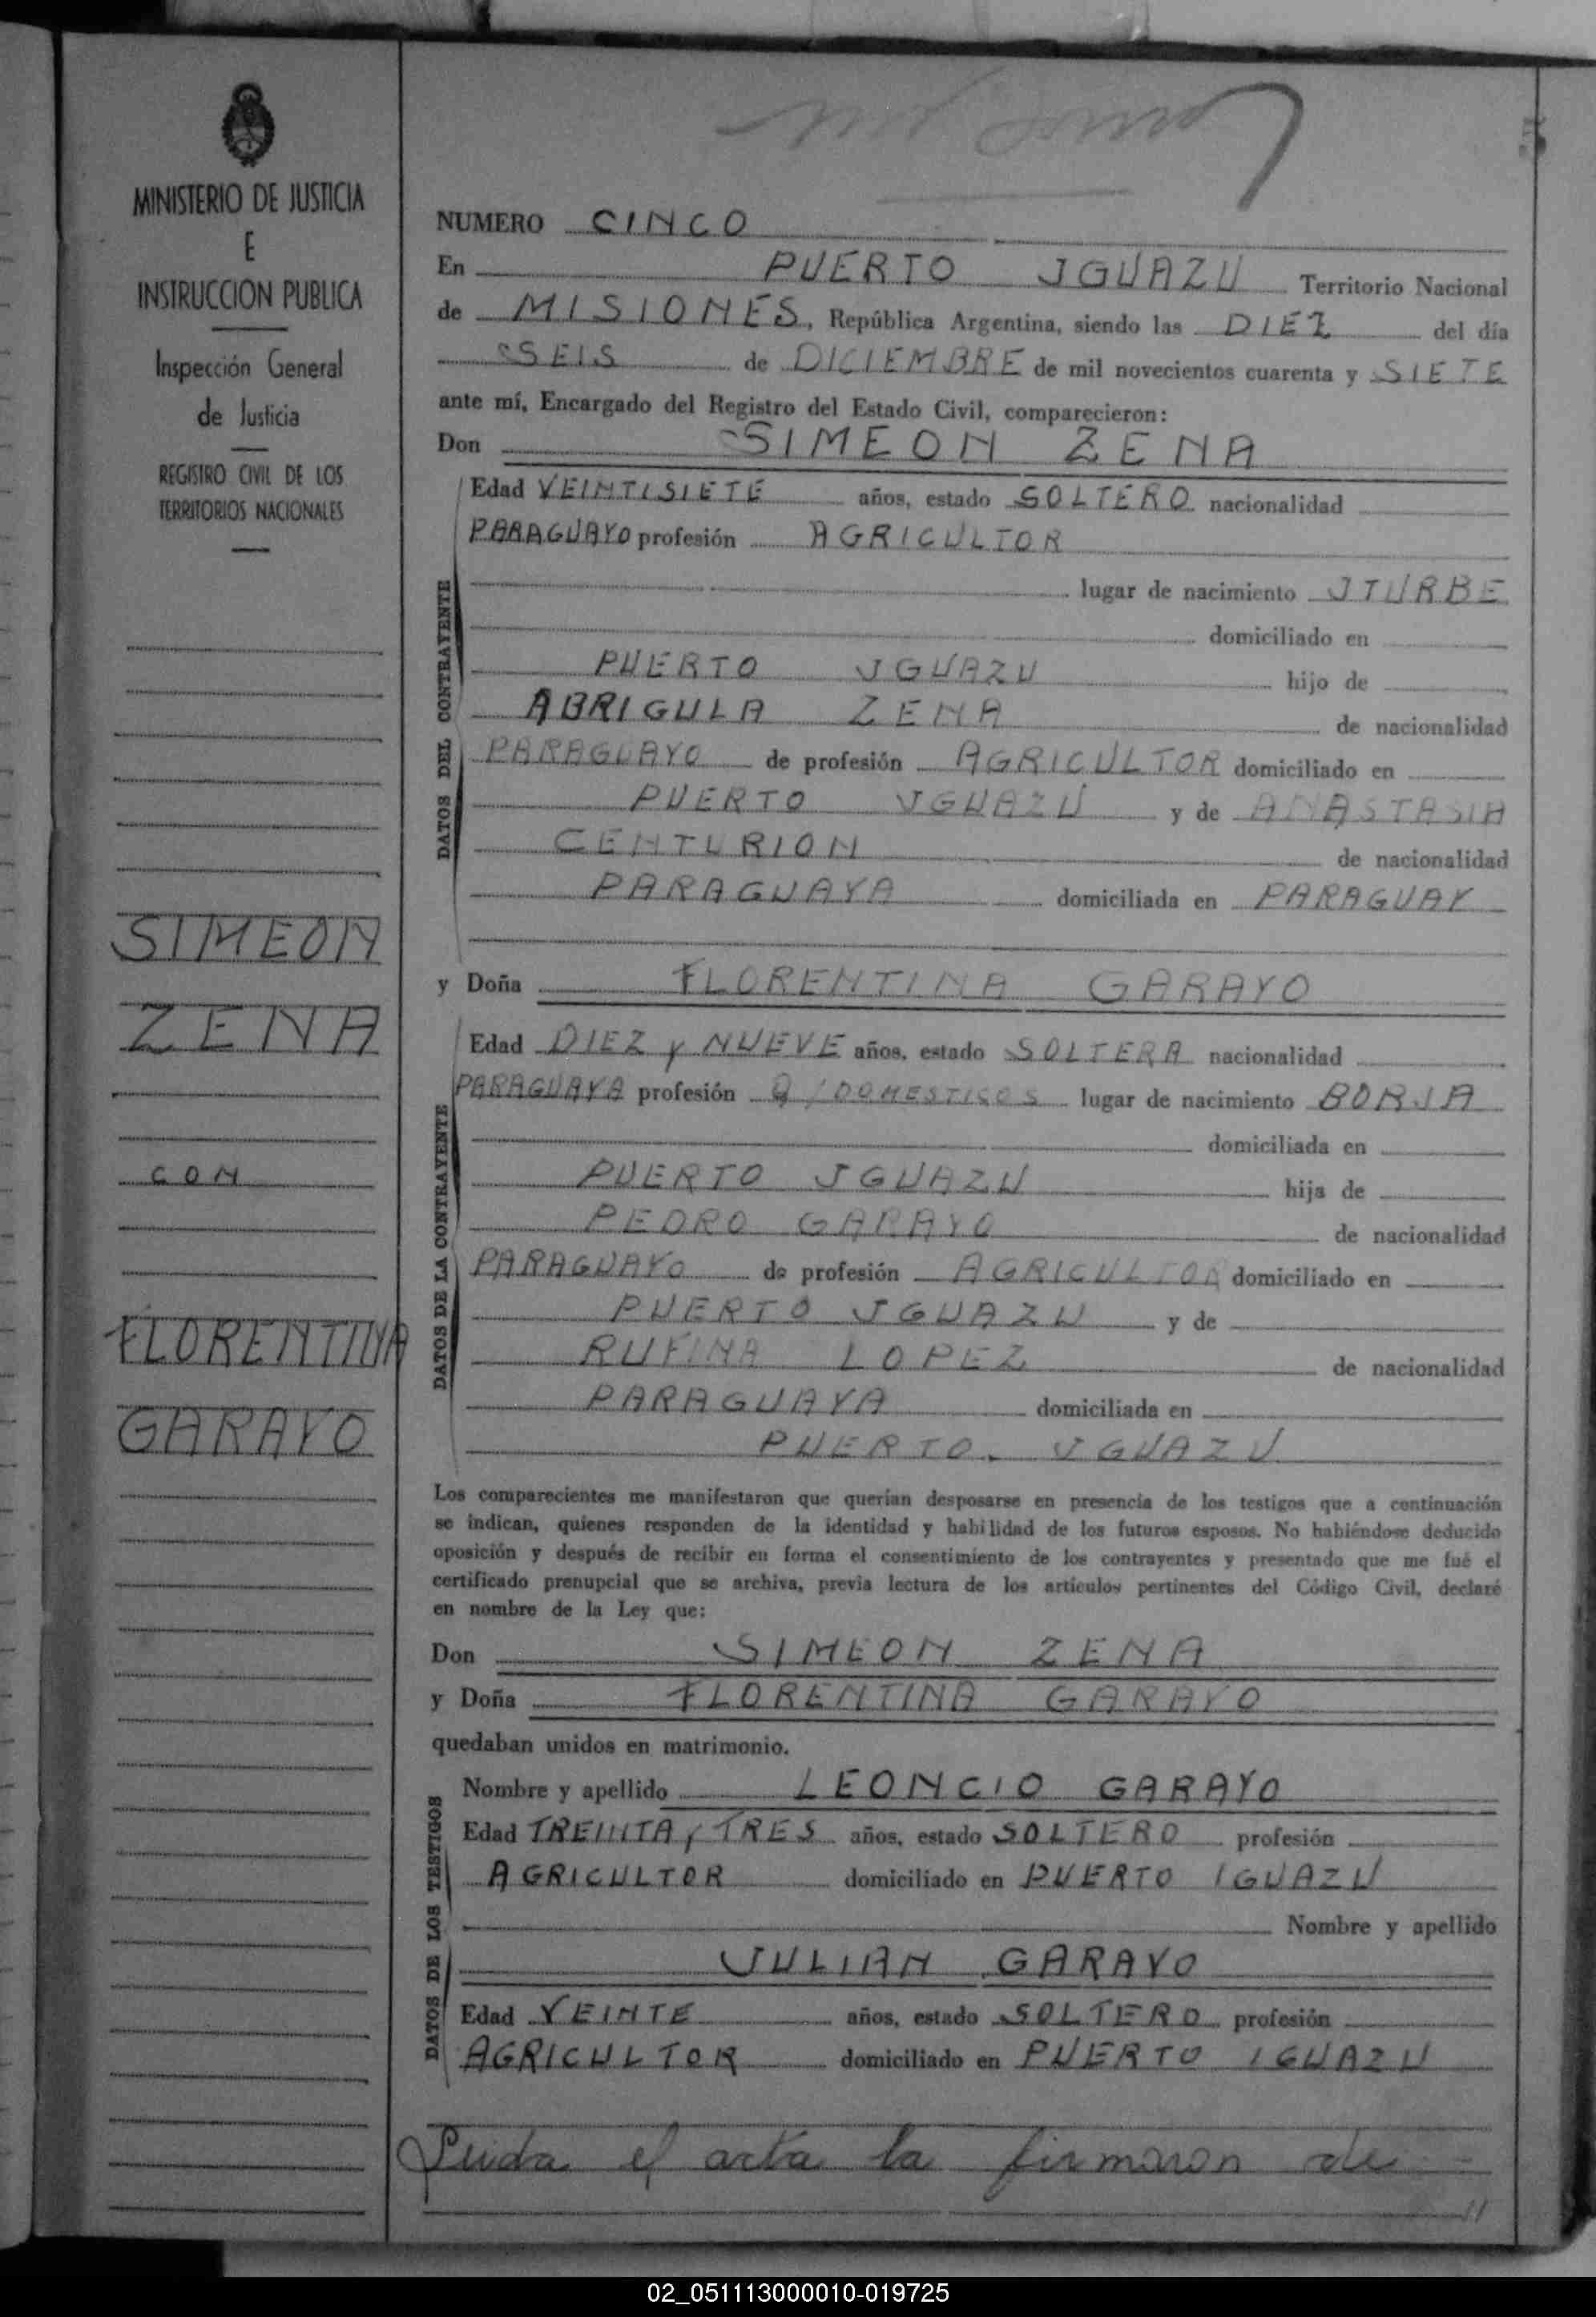 MINISTERIO DE JUSTICIA
E
INSTRUCCION PUBLICA
Inspección General
de Justicia
REGISTRO CIVIL DE LOS
TERRITORIOS NACIONALES
SIMEON
ZENA
CON
FLORENTINA
GARAYO
NUMERO CINCO
En PUERTO JGUAZU Territorio Nacional
de MISIONES, República Argentina, siendo las DIEZ del día
SEIS de DICIEMBRE de mil novecientos cuarenta y SIETE
ante mí, Encargado del Registro del Estado Civil, comparecieron:
Don SIMEON ZENA
DATOS DEL CONTRAYENTE
Edad VEINTISIETE años, estado SOLTERO nacionalidad
PARAGUAYO profesión AGRICULTOR
lugar de nacimiento JTURBE
domiciliado en
PUERTO JGUAZU hijo de
ABRIGULA ZENA de nacionalidad
PARAGUAYO de profesión AGRICULTOR domiciliado en
PUERTO JGUAZU y de ANASTASIA
CENTURION de nacionalidad
PARAGUAYA domiciliada en PARAGUAY
y Doña FLORENTINA GARAYO
DATOS DE LA CONTRAYENTE
Edad DIEZ Y NUEVE años, estado SOLTERA nacionalidad
PARAGUAYA profesión Q/DOMESTICOS lugar de nacimiento BORJA
domiciliada en
PUERTO JGUAZU hija de
PEDRO GARAYO de nacionalidad
PARAGUAYO de profesión AGRICULTOR domiciliado en
PUERTO JGUAZU y de
RUFINA LOPEZ de nacionalidad
PARAGUAYA domiciliada en
PUERTO JGUAZU
Los comparecientes me manifestaron que querían desposarse en presencia de los testigos que a continuación
se indican, quienes responden de la identidad y habilidad de los futuros esposos. No habiéndose deducido
oposición y después de recibir en forma el consentimiento de los contrayentes y presentado que me fué el
certificado prenupcial que se archiva, previa lectura de los artículos pertinentes del Código Civil, declaré
en nombre de la Ley que:
Don SIMEON ZENA
y Doña FLORENTINA GARAYO
quedaban unidos en matrimonio.
DATOS DE LOS TESTIGOS
Nombre y apellido LEONCIO GARAYO
Edad TREINTA Y TRES años, estado SOLTERO profesión
AGRICULTOR domiciliado en PUERTO IGUAZU
Nombre y apellido
JULIAN GARAYO
Edad VEINTE años, estado SOLTERO profesión
AGRICULTOR domiciliado en PUERTO IGUAZU
el acta la firmaron de
02_051113000010-019725